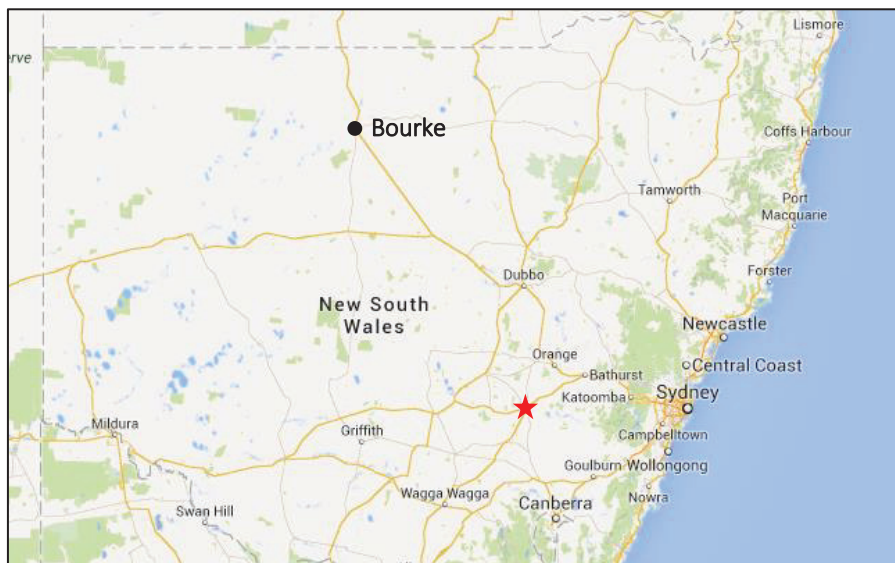 Lismore
erve
Bourke
Coffs Harbour
Tamworth
Port
Macquarie
Forster
Dubbo
New South
Wales
Newcastle
Orange
Central Coast
Bathurst
Katoomba
Sydney
Mildura
Griffith
Campbelltown
Goulburn
Wollongong
Wagga Wagga
Nowra
Swan Hill
Canberra